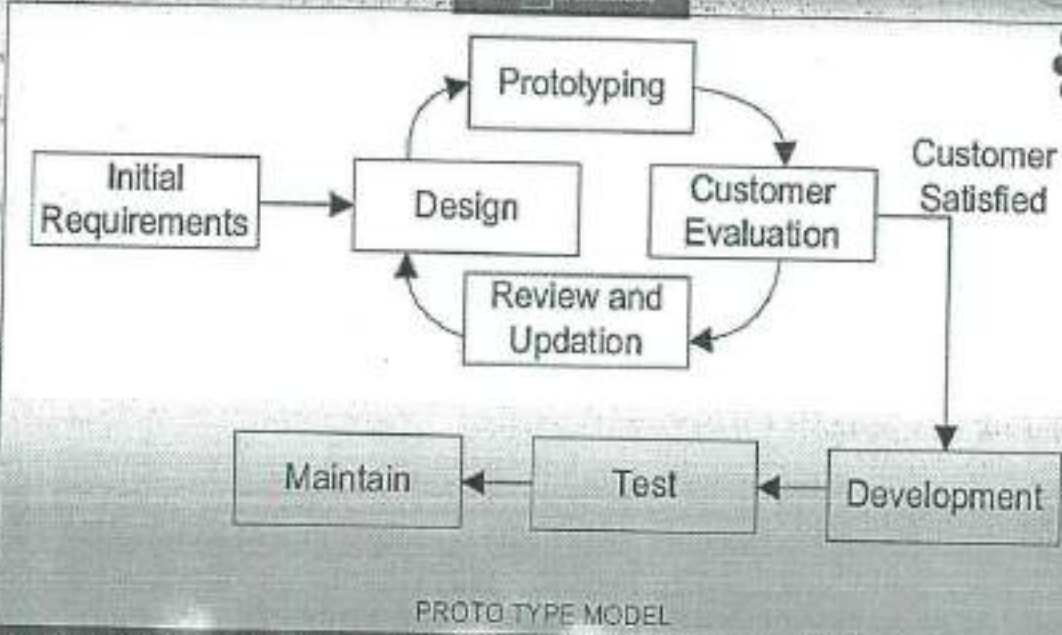 Prototyping
Initial
Requirements
Design
Customer
Evaluation
Customer
Satisfied
Review and
Updation
Maintain
Test
Development
PROTO TYPE MODEL